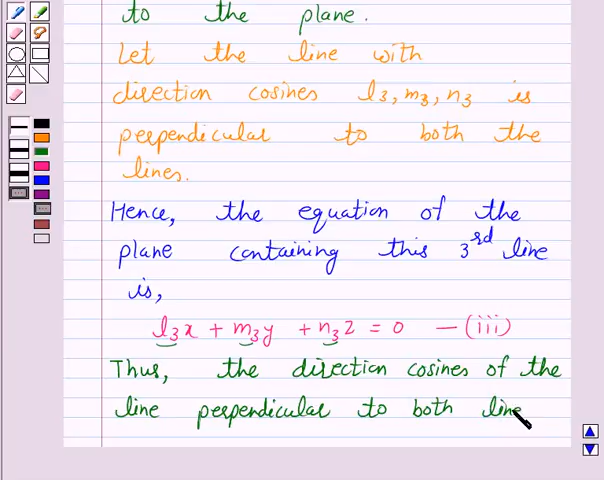 to the plane.
Let the line with
direction cosines l₃, m₃, n₃ is
perpendicular to both the
lines.
Hence, the equation of the
plane containing this 3rd line
is,
l₃x + m₃y + n₃z = 0 — (iii)
Thus, the direction cosines of the
line perpendicular to both line